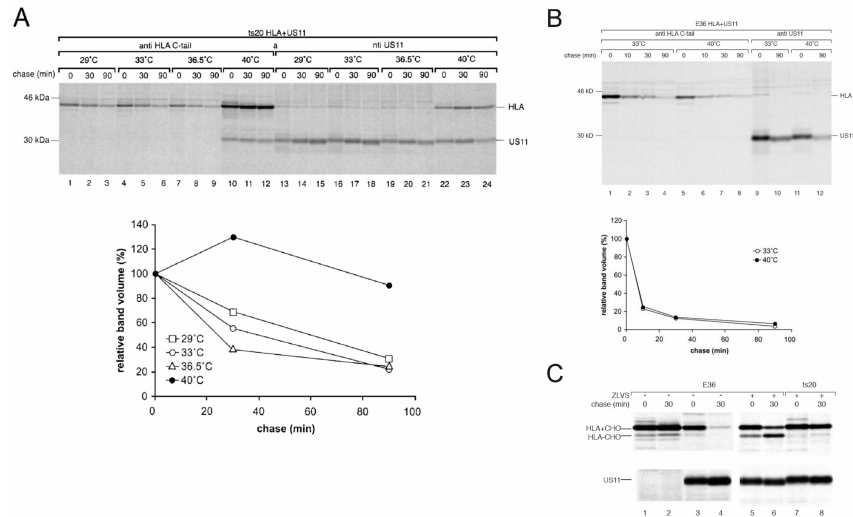 A
ts20 HLA+US11
anti HLA C-tail
a
nti US11
29˚C 33˚C 36.5˚C 40˚C 29˚C 33˚C 36.5˚C 40˚C
chase (min) 0 30 90 0 30 90 0 30 90 0 30 90 0 30 90 0 30 90 0 30 90 0 30 90
46 kDa
HLA
30 kDa
US11
1 2 3 4 5 6 7 8 9 10 11 12 13 14 15 16 17 18 19 20 21 22 23 24
relative band volume (%)
140
120
100
80
60
40
20
0
29˚C
33˚C
36.5˚C
40˚C
0 20 40 60 80 100
chase (min)
B
E36 HLA+US11
anti HLA C-tail anti US11
33˚C 40˚C 33˚C 40˚C
chase (min) 0 10 30 90 0 10 30 90 0 90 0 90
46 kD
HLA
30 kD
US11
1 2 3 4 5 6 7 8 9 10 11 12
relative band volume (%)
120
100
80
60
40
20
0
33˚C
40˚C
0 20 40 60 80 100
chase (min)
C
E36 ts20
ZLVS - - - - + + + +
chase (min) 0 30 0 30 0 30 0 30
HLA+CHO
HLA-CHO
US11
1 2 3 4 5 6 7 8